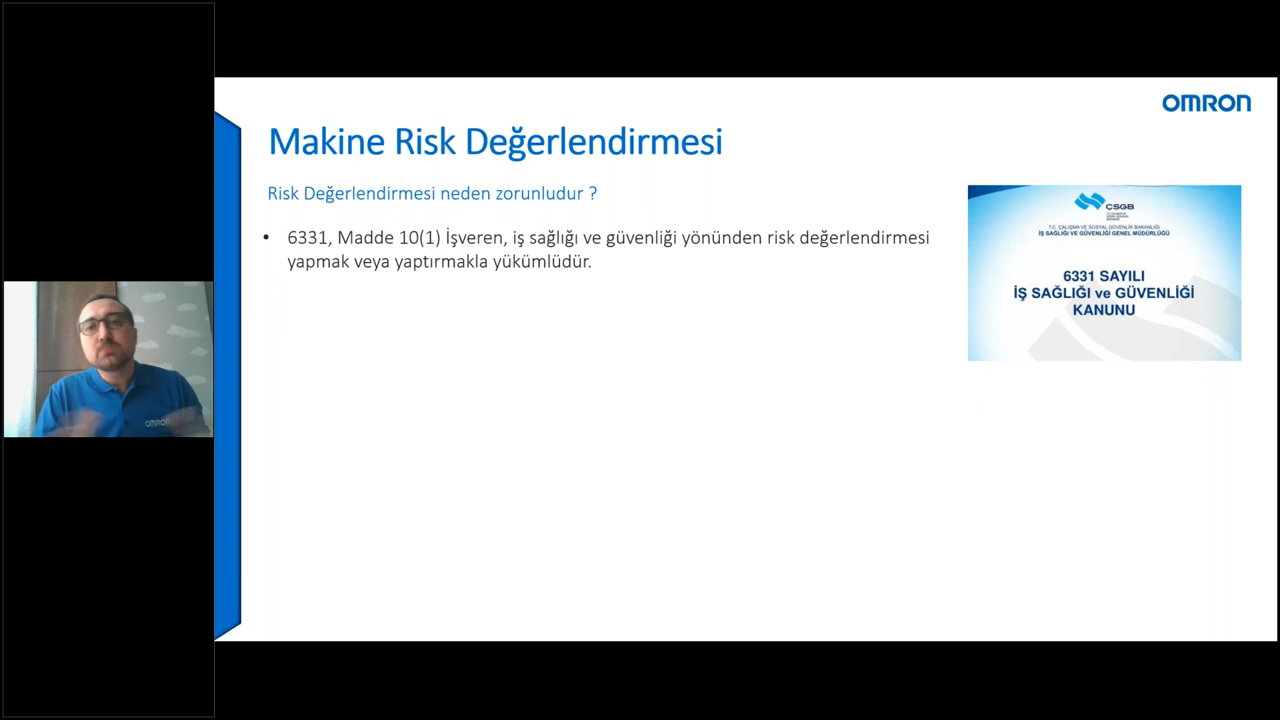 OMRON
Makine Risk Değerlendirmesi
Risk Değerlendirmesi neden zorunludur ?
• 6331, Madde 10(1) İşveren, iş sağlığı ve güvenliği yönünden risk değerlendirmesi
yapmak veya yaptırmakla yükümlüdür.
ÇSGB
T.C. ÇALIŞMA VE SOSYAL GÜVENLİK BAKANLIĞI
İŞ SAĞLIĞI VE GÜVENLİĞİ GENEL MÜDÜRLÜĞÜ
6331 SAYILI
İŞ SAĞLIĞI ve GÜVENLİĞİ
KANUNU
OMRON